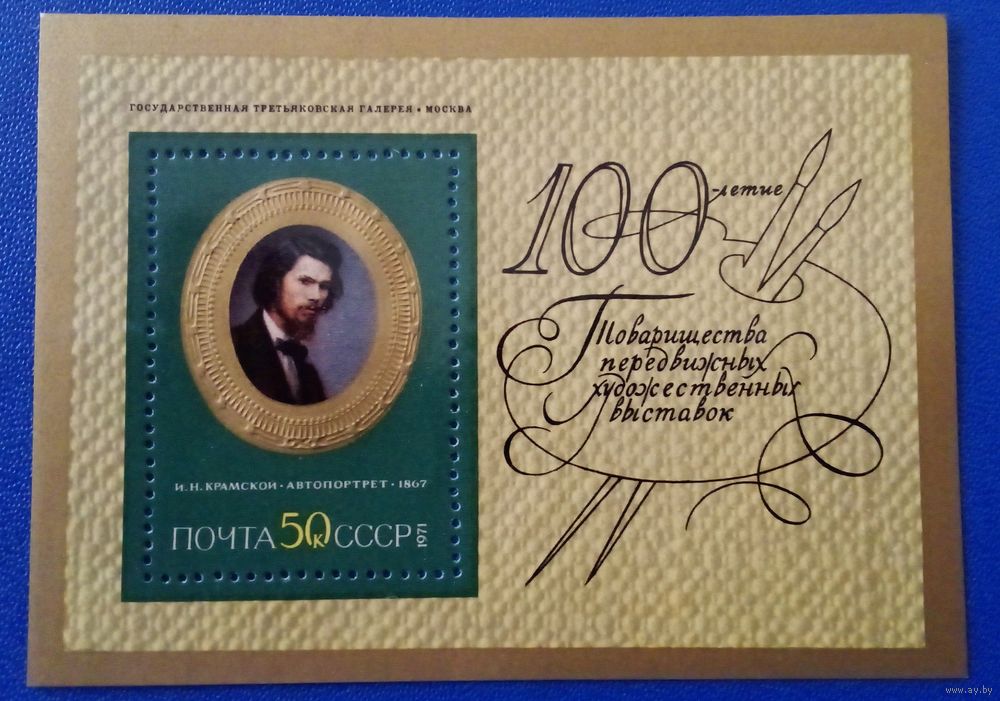 ГОСУДАРСТВЕННАЯ ТРЕТЬЯКОВСКАЯ ГАЛЕРЕЯ • МОСКВА
100-летие
Товарищества
передвижных
художественных
выставок
И.Н. КРАМСКОЙ • АВТОПОРТРЕТ • 1867
ПОЧТА 50к СССР 1971
www.ay.by